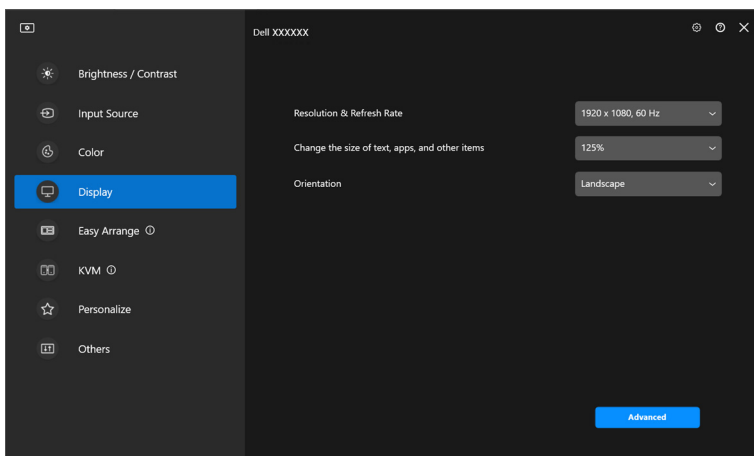 Dell XXXXXX
Brightness / Contrast
Input Source
Color
Display
Easy Arrange
KVM
Personalize
Others
Resolution & Refresh Rate
1920 x 1080, 60 Hz
Change the size of text, apps, and other items
125%
Orientation
Landscape
Advanced